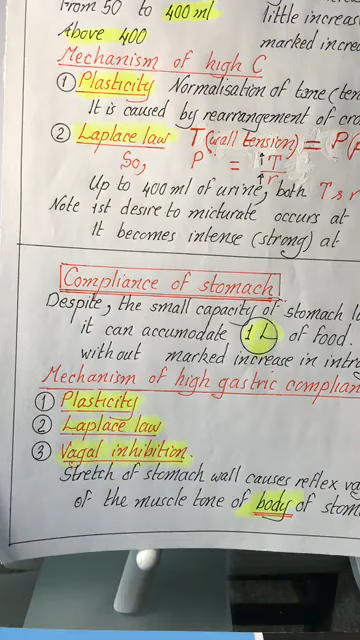 From 50 to 400 ml
little increas
Above 400
marked incre
Mechanism of high C
① Plasticity Normalisation of tone (ten
It is caused by rearrangement of cro
② Laplace law T (wall tension) = P(
So, P = ↑T
↑r
Up to 400 ml of urine, both T & r
Note 1st desire to micturate occurs at
It becomes intense (strong) at
Compliance of stomach
Despite, the small capacity of stomach
it can accomodate 1 L of food.
without marked increase in intr
Mechanism of high gastric complian
① Plasticity
② Laplace law
③ Vagal inhibition.
Stretch of stomach wall causes reflex va
of the muscle tone of body of stom